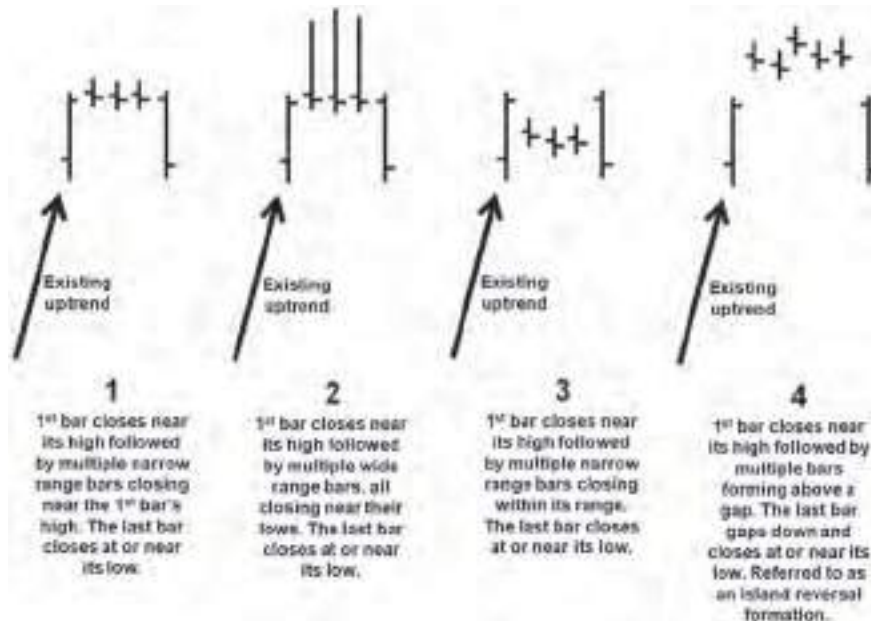 Existing
uptrend
Existing
uptrend
Existing
uptrend
Existing
uptrend
1
1st bar closes near
its high followed
by multiple narrow
range bars closing
near the 1st bar's
high. The last bar
closes at or near
its low.
2
1st bar closes near
its high followed
by multiple wide
range bars, all
closing near their
lows. The last bar
closes at or near
its low.
3
1st bar closes near
its high followed
by multiple narrow
range bars closing
within its range.
The last bar closes
at or near its low.
4
1st bar closes near
its high followed by
multiple bars
forming above a
gap. The last bar
gaps down and
closes at or near its
low. Referred to as
an island reversal
formation.